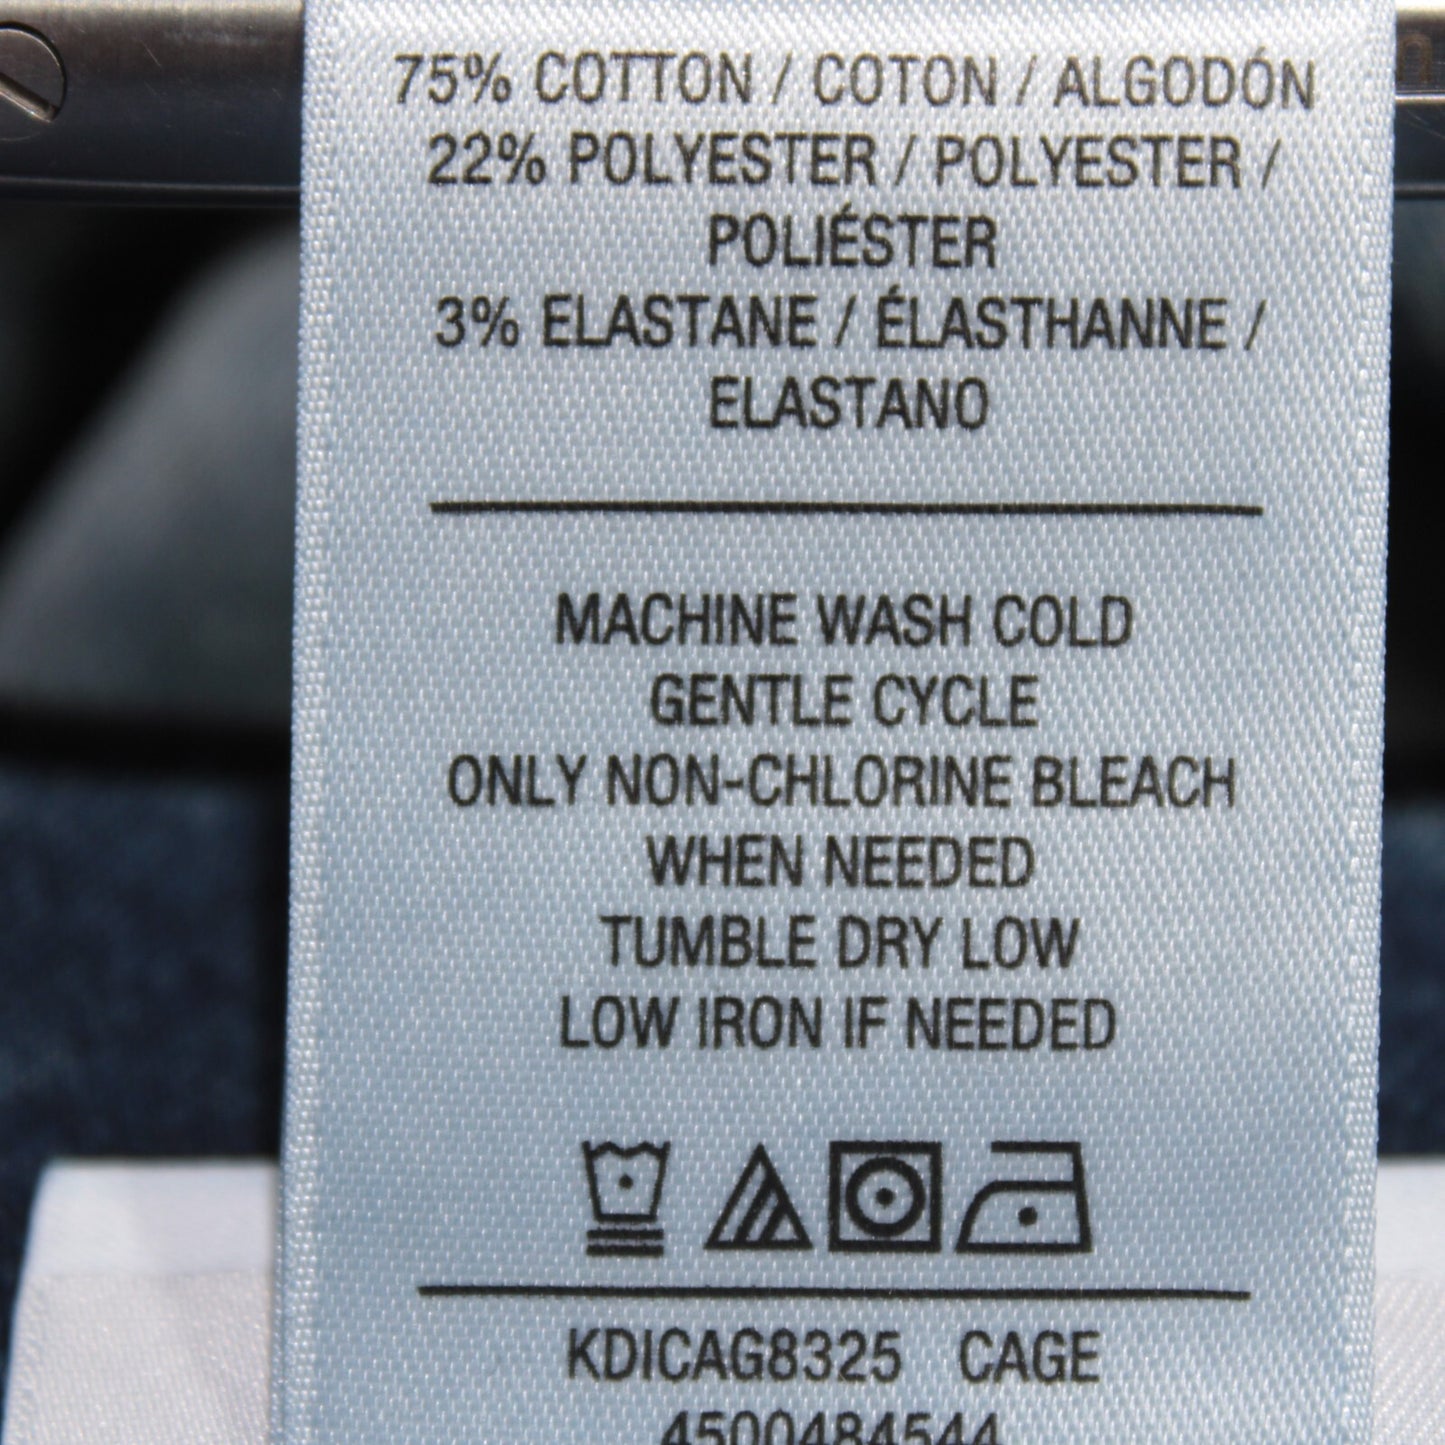 75% COTTON / COTON / ALGODÓN
22% POLYESTER / POLYESTER /
POLIÉSTER
3% ELASTANE / ÉLASTHANNE /
ELASTANO
MACHINE WASH COLD
GENTLE CYCLE
ONLY NON-CHLORINE BLEACH
WHEN NEEDED
TUMBLE DRY LOW
LOW IRON IF NEEDED
KDICAG8325 CAGE
4500484544